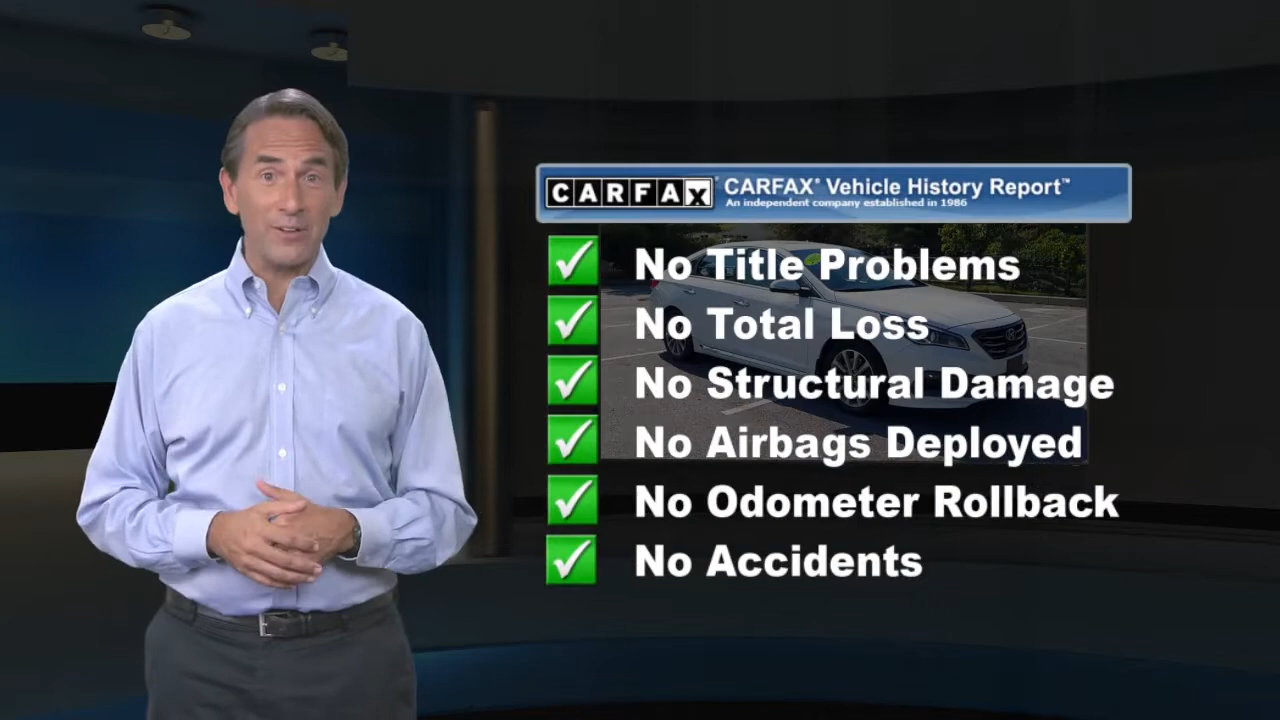 CARFAX® CARFAX® Vehicle History Report™
An independent company established in 1986
No Title Problems
No Total Loss
No Structural Damage
No Airbags Deployed
No Odometer Rollback
No Accidents